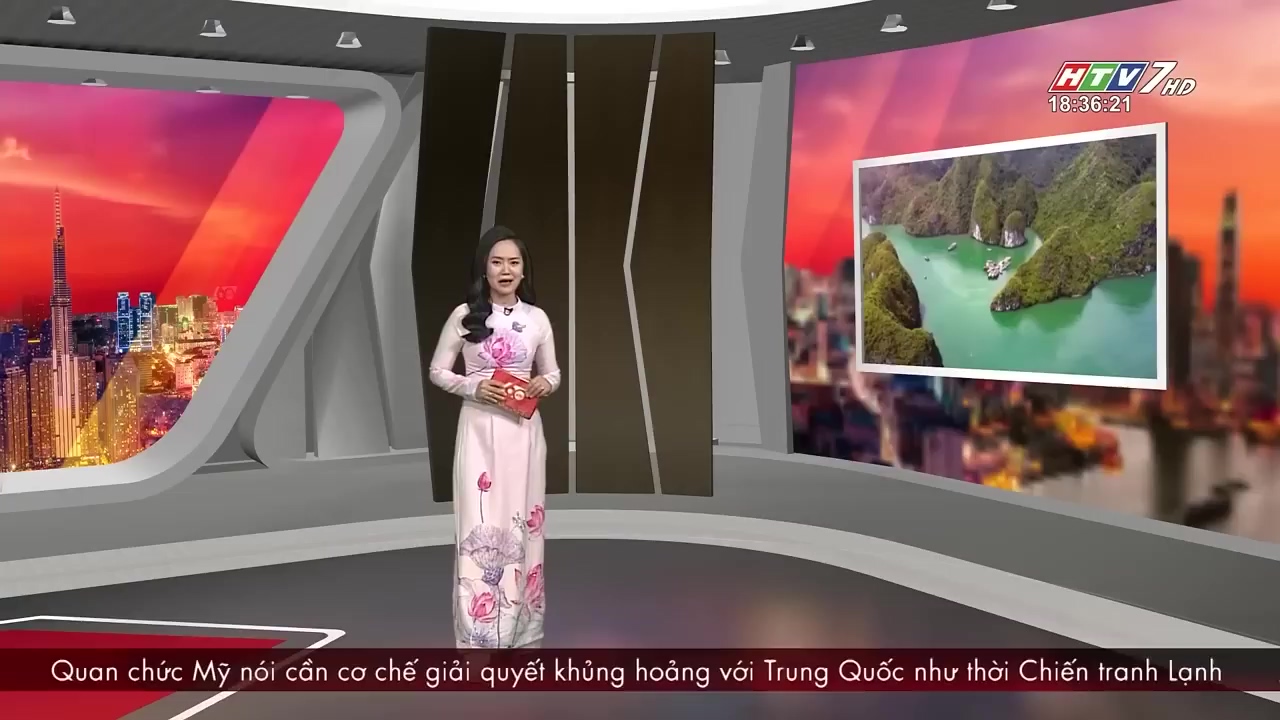 HTV7 HD
18:36:21
Quan chức Mỹ nói cần cơ chế giải quyết khủng hoảng với Trung Quốc như thời Chiến tranh Lạnh